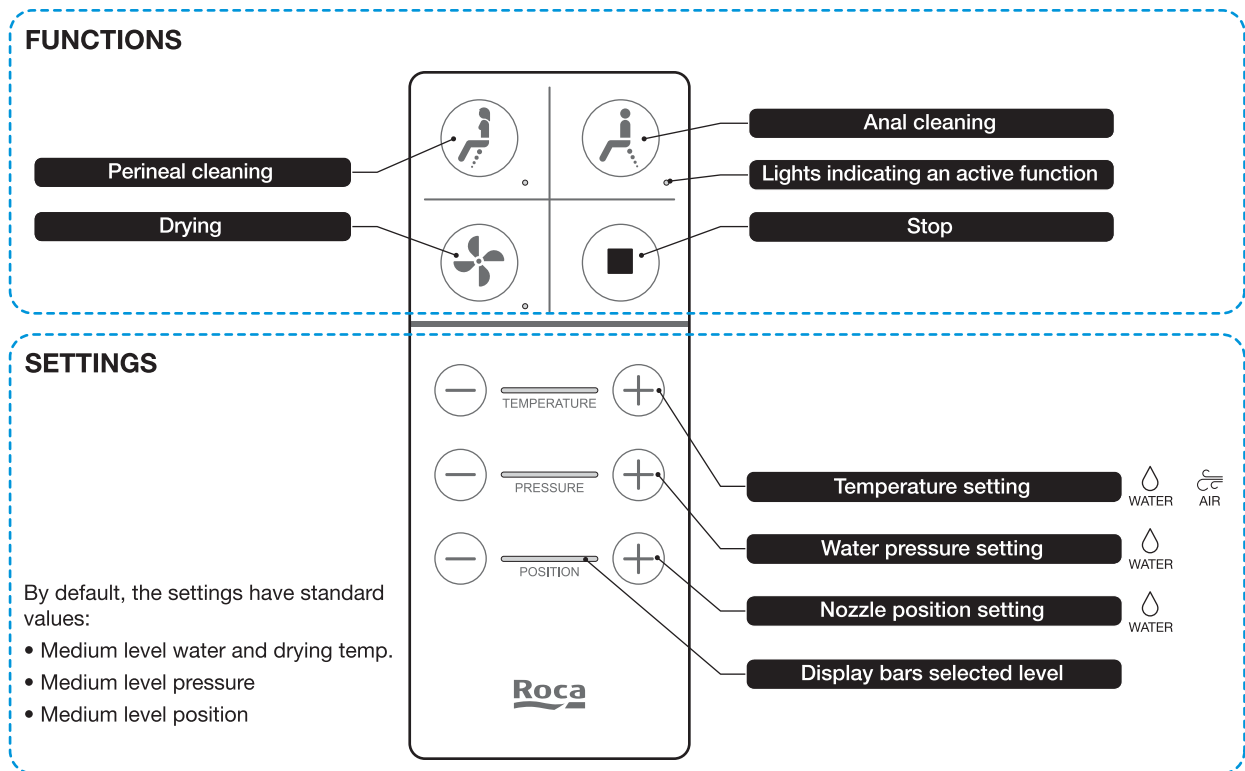 FUNCTIONS
Perineal cleaning
Drying
Anal cleaning
Lights indicating an active function
Stop
SETTINGS
TEMPERATURE
PRESSURE
POSITION
Temperature setting
WATER
AIR
Water pressure setting
WATER
Nozzle position setting
WATER
Display bars selected level
By default, the settings have standard
values:
• Medium level water and drying temp.
• Medium level pressure
• Medium level position
Roca